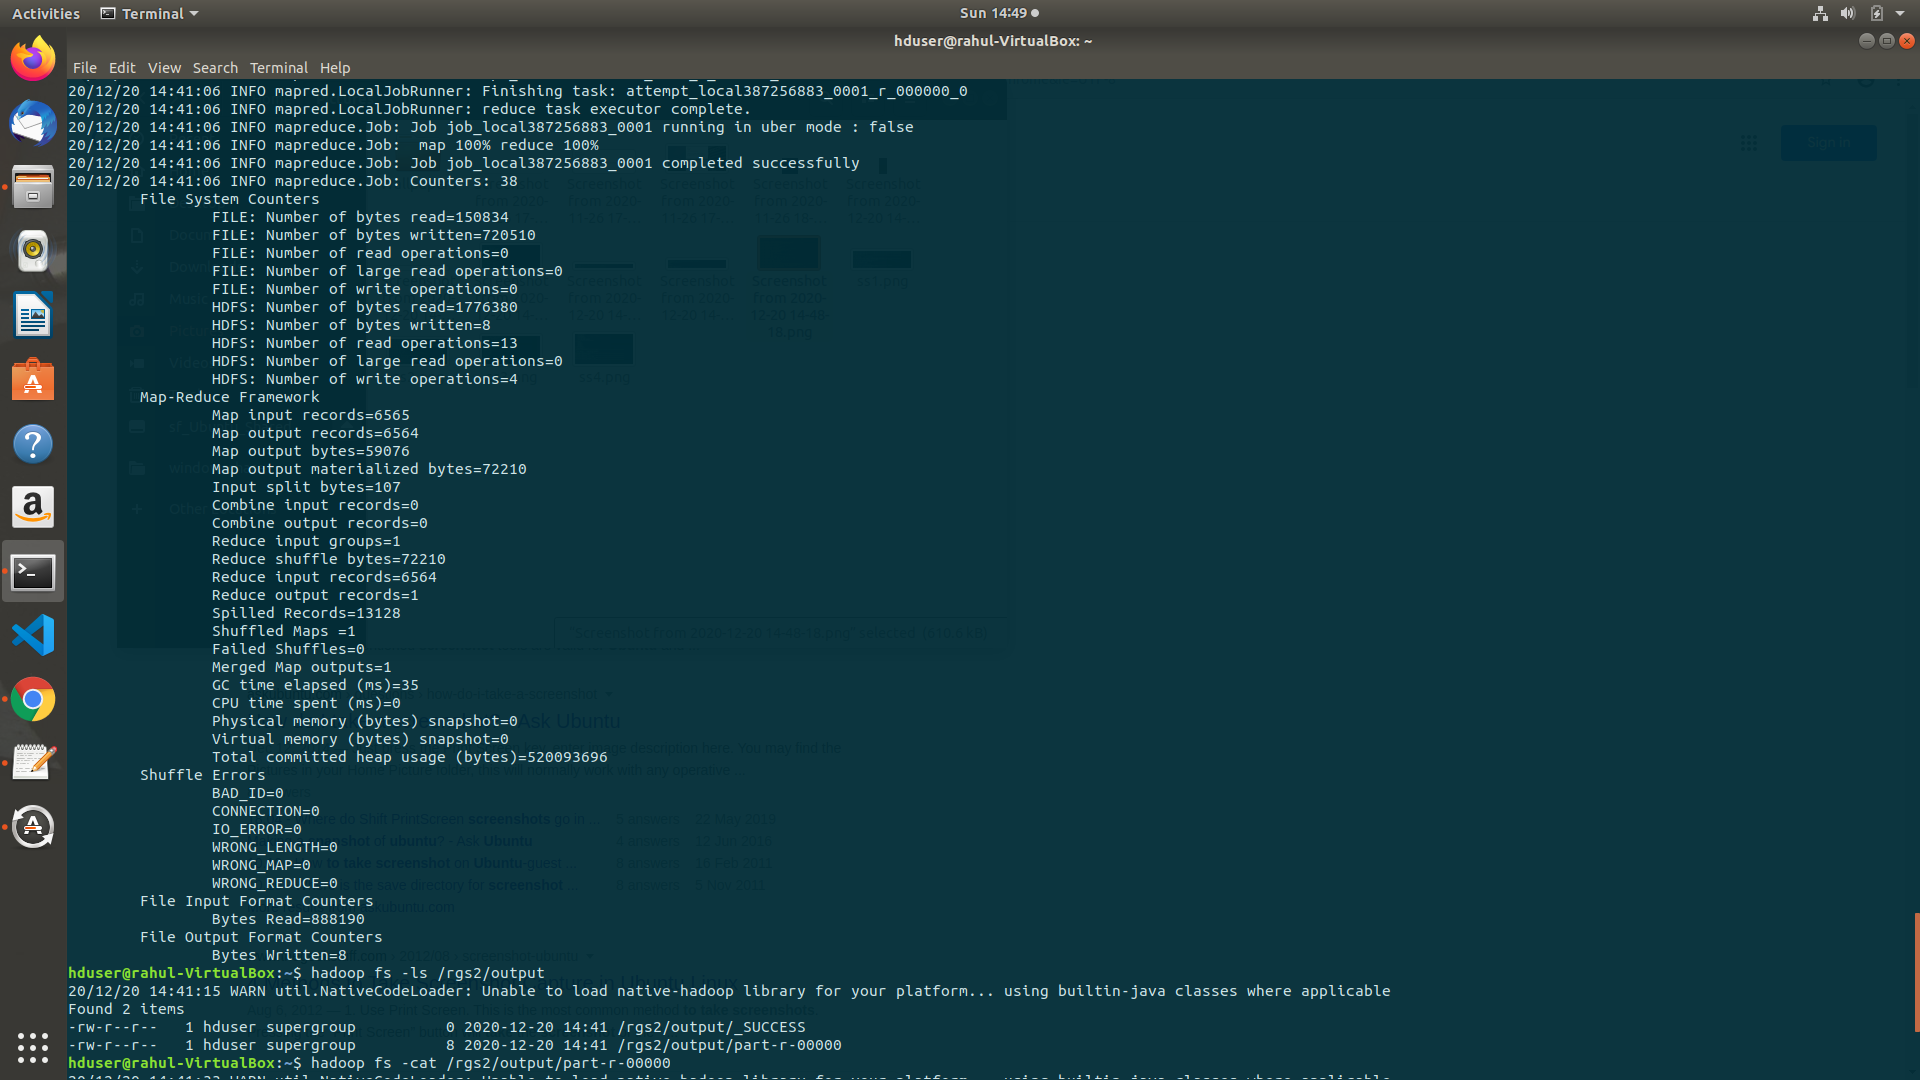 Activities
Terminal
Sun 14:49
hduser@rahul-VirtualBox: ~
File Edit View Search Terminal Help
20/12/20 14:41:06 INFO mapred.LocalJobRunner: Finishing task: attempt_local387256883_0001_r_000000_0
20/12/20 14:41:06 INFO mapred.LocalJobRunner: reduce task executor complete.
20/12/20 14:41:06 INFO mapreduce.Job: Job job_local387256883_0001 running in uber mode : false
20/12/20 14:41:06 INFO mapreduce.Job:  map 100% reduce 100%
20/12/20 14:41:06 INFO mapreduce.Job: Job job_local387256883_0001 completed successfully
20/12/20 14:41:06 INFO mapreduce.Job: Counters: 38
File System Counters
FILE: Number of bytes read=150834
FILE: Number of bytes written=720510
FILE: Number of read operations=0
FILE: Number of large read operations=0
FILE: Number of write operations=0
HDFS: Number of bytes read=1776380
HDFS: Number of bytes written=8
HDFS: Number of read operations=13
HDFS: Number of large read operations=0
HDFS: Number of write operations=4
Map-Reduce Framework
Map input records=6565
Map output records=6564
Map output bytes=59076
Map output materialized bytes=72210
Input split bytes=107
Combine input records=0
Combine output records=0
Reduce input groups=1
Reduce shuffle bytes=72210
Reduce input records=6564
Reduce output records=1
Spilled Records=13128
Shuffled Maps =1
Failed Shuffles=0
Merged Map outputs=1
GC time elapsed (ms)=35
CPU time spent (ms)=0
Physical memory (bytes) snapshot=0
Virtual memory (bytes) snapshot=0
Total committed heap usage (bytes)=520093696
Shuffle Errors
BAD_ID=0
CONNECTION=0
IO_ERROR=0
WRONG_LENGTH=0
WRONG_MAP=0
WRONG_REDUCE=0
File Input Format Counters
Bytes Read=888190
File Output Format Counters
Bytes Written=8
hduser@rahul-VirtualBox:~$ hadoop fs -ls /rgs2/output
20/12/20 14:41:15 WARN util.NativeCodeLoader: Unable to load native-hadoop library for your platform... using builtin-java classes where applicable
Found 2 items
-rw-r--r--   1 hduser supergroup          0 2020-12-20 14:41 /rgs2/output/_SUCCESS
-rw-r--r--   1 hduser supergroup          8 2020-12-20 14:41 /rgs2/output/part-r-00000
hduser@rahul-VirtualBox:~$ hadoop fs -cat /rgs2/output/part-r-00000